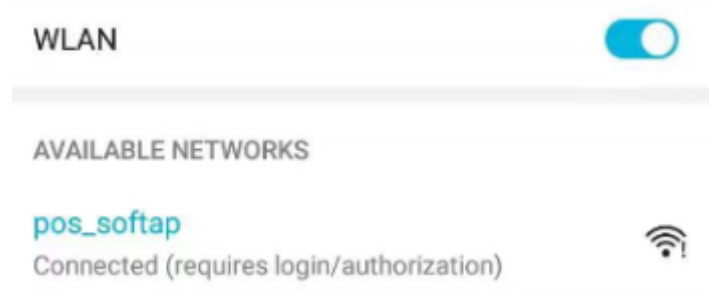 WLAN
AVAILABLE NETWORKS
pos_softap
Connected (requires login/authorization)